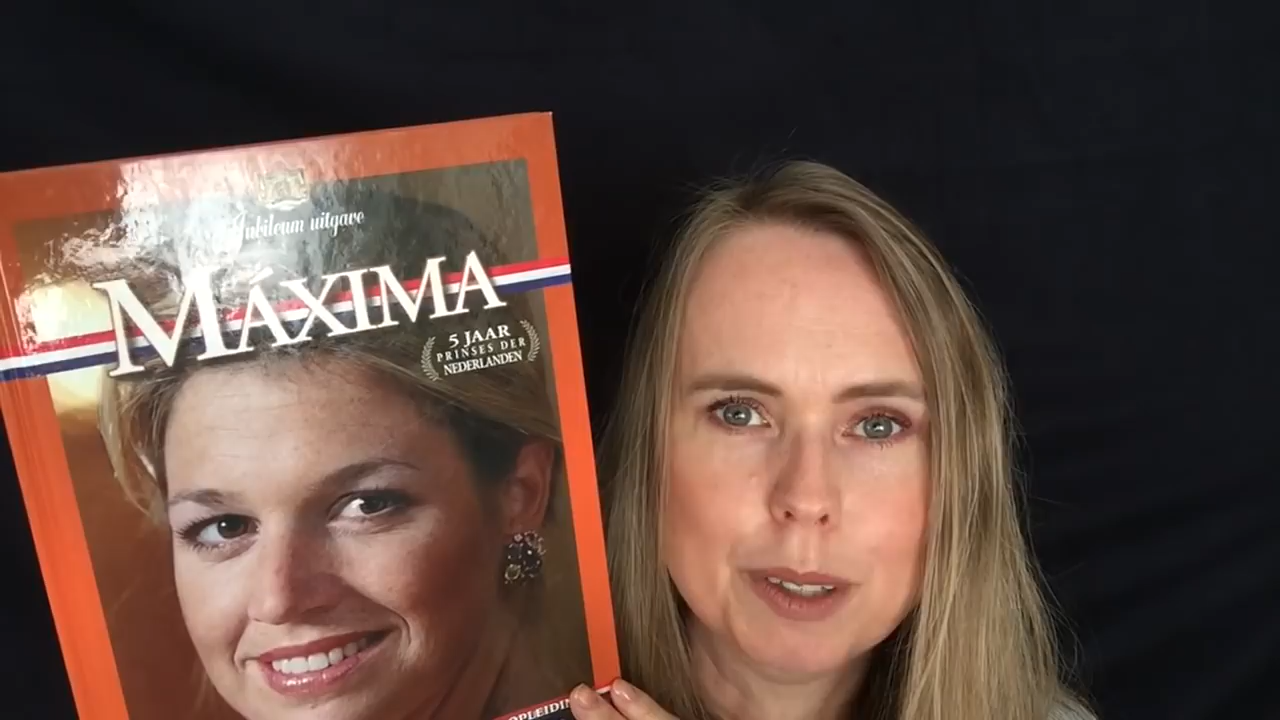 Jubileum uitgave
MÁXIMA
5 JAAR
PRINSES DER
NEDERLANDEN